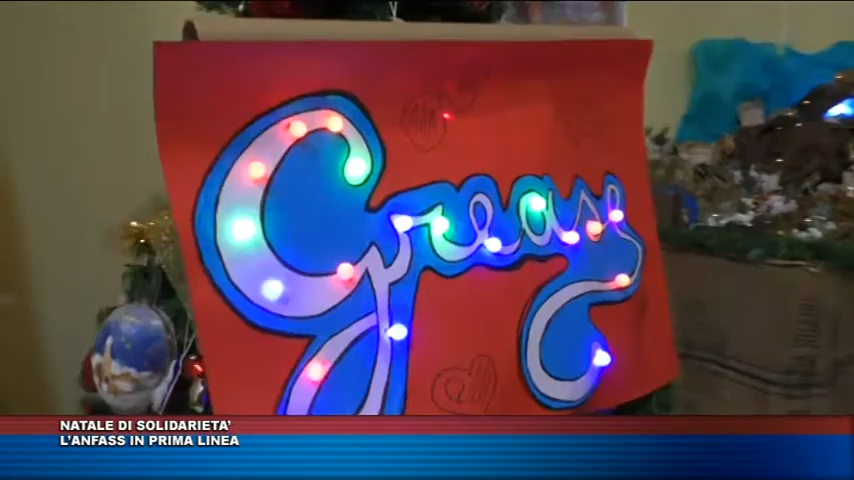 Grease
NATALE DI SOLIDARIETA'
L'ANFASS IN PRIMA LINEA